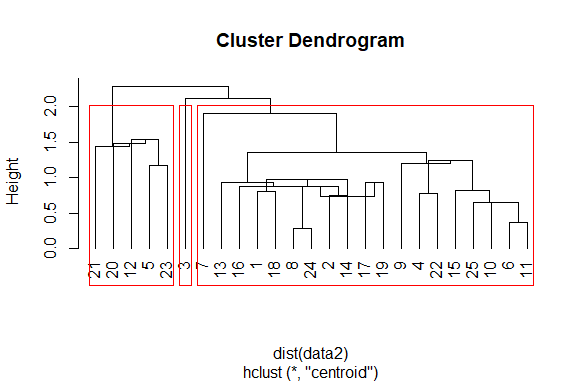 Cluster Dendrogram
Height
0.0 0.5 1.0 1.5 2.0
21 20 12 5 23 3 7 13 16 1 18 8 24 2 14 17 19 9 4 22 15 25 10 6 11
dist(data2)
hclust (*, "centroid")